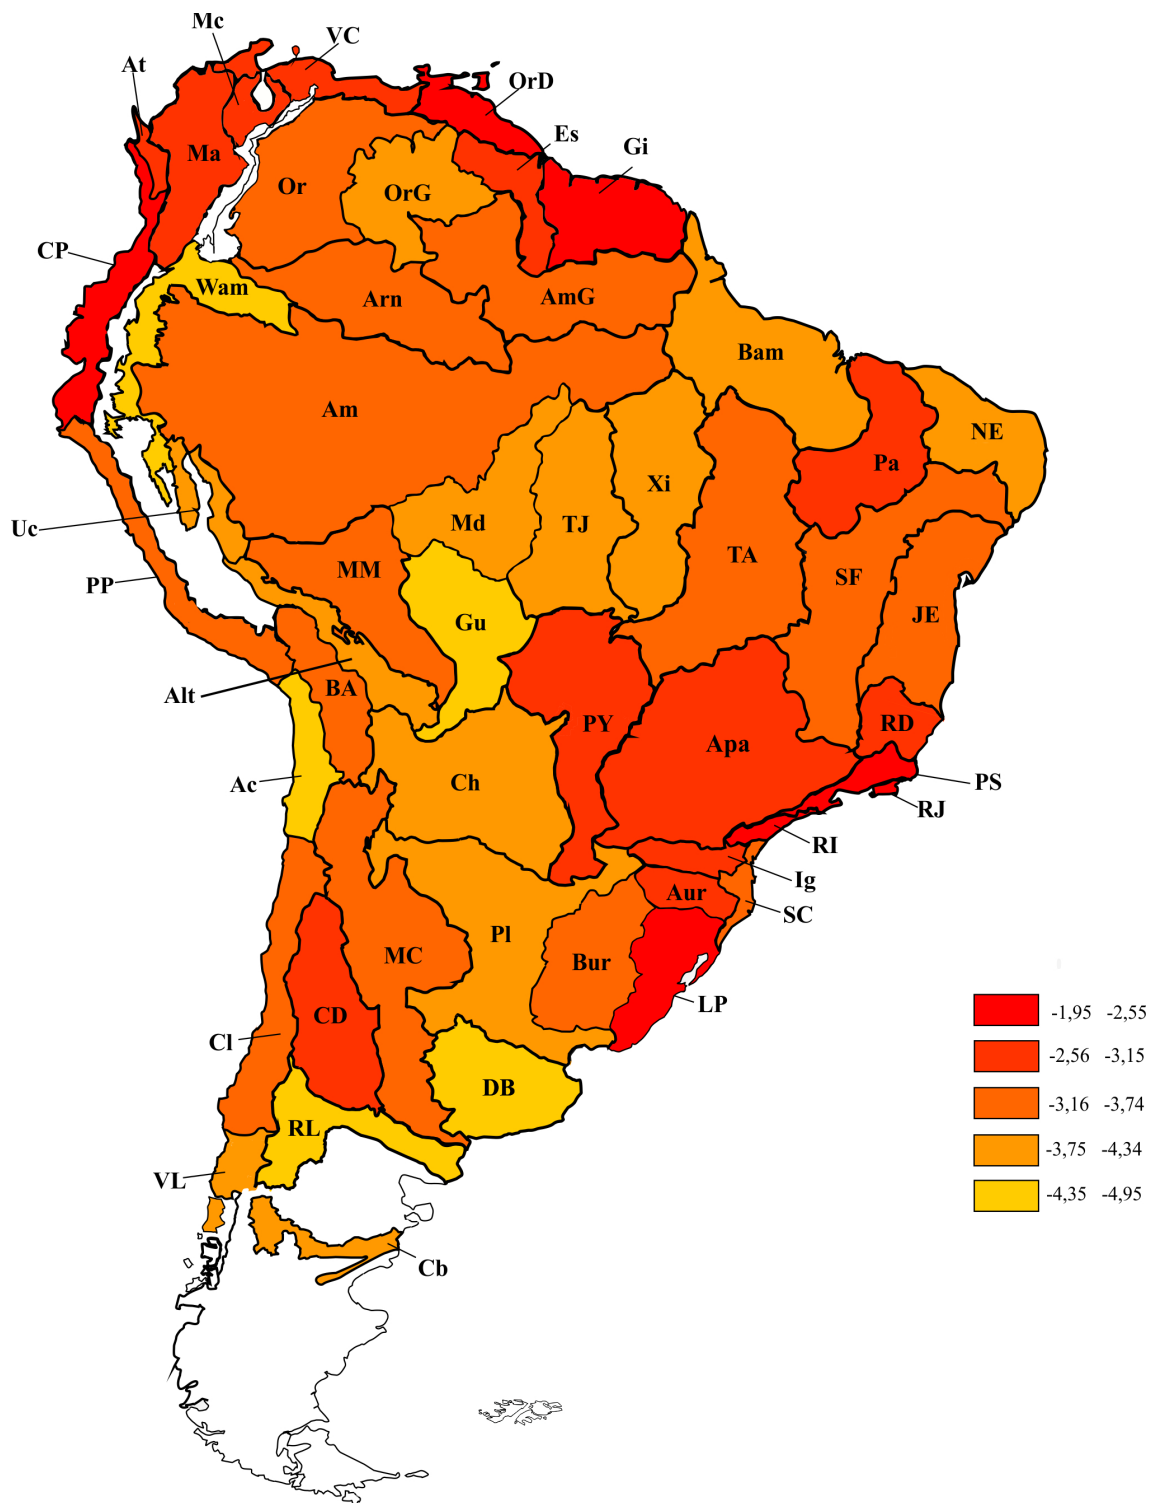 Mc
VC
At
OrD
Es
Gi
Ma
Or
OrG
CP
Wam
Arn
AmG
Bam
Am
NE
Pa
Xi
Uc
Md
TJ
TA
MM
SF
PP
JE
Gu
Alt
BA
RD
PY
Apa
Ac
Ch
PS
RJ
RI
Ig
Aur
SC
Pl
MC
Bur
LP
CD
-1,95 -2,55
Cl
-2,56 -3,15
DB
-3,16 -3,74
RL
-3,75 -4,34
VL
-4,35 -4,95
Cb